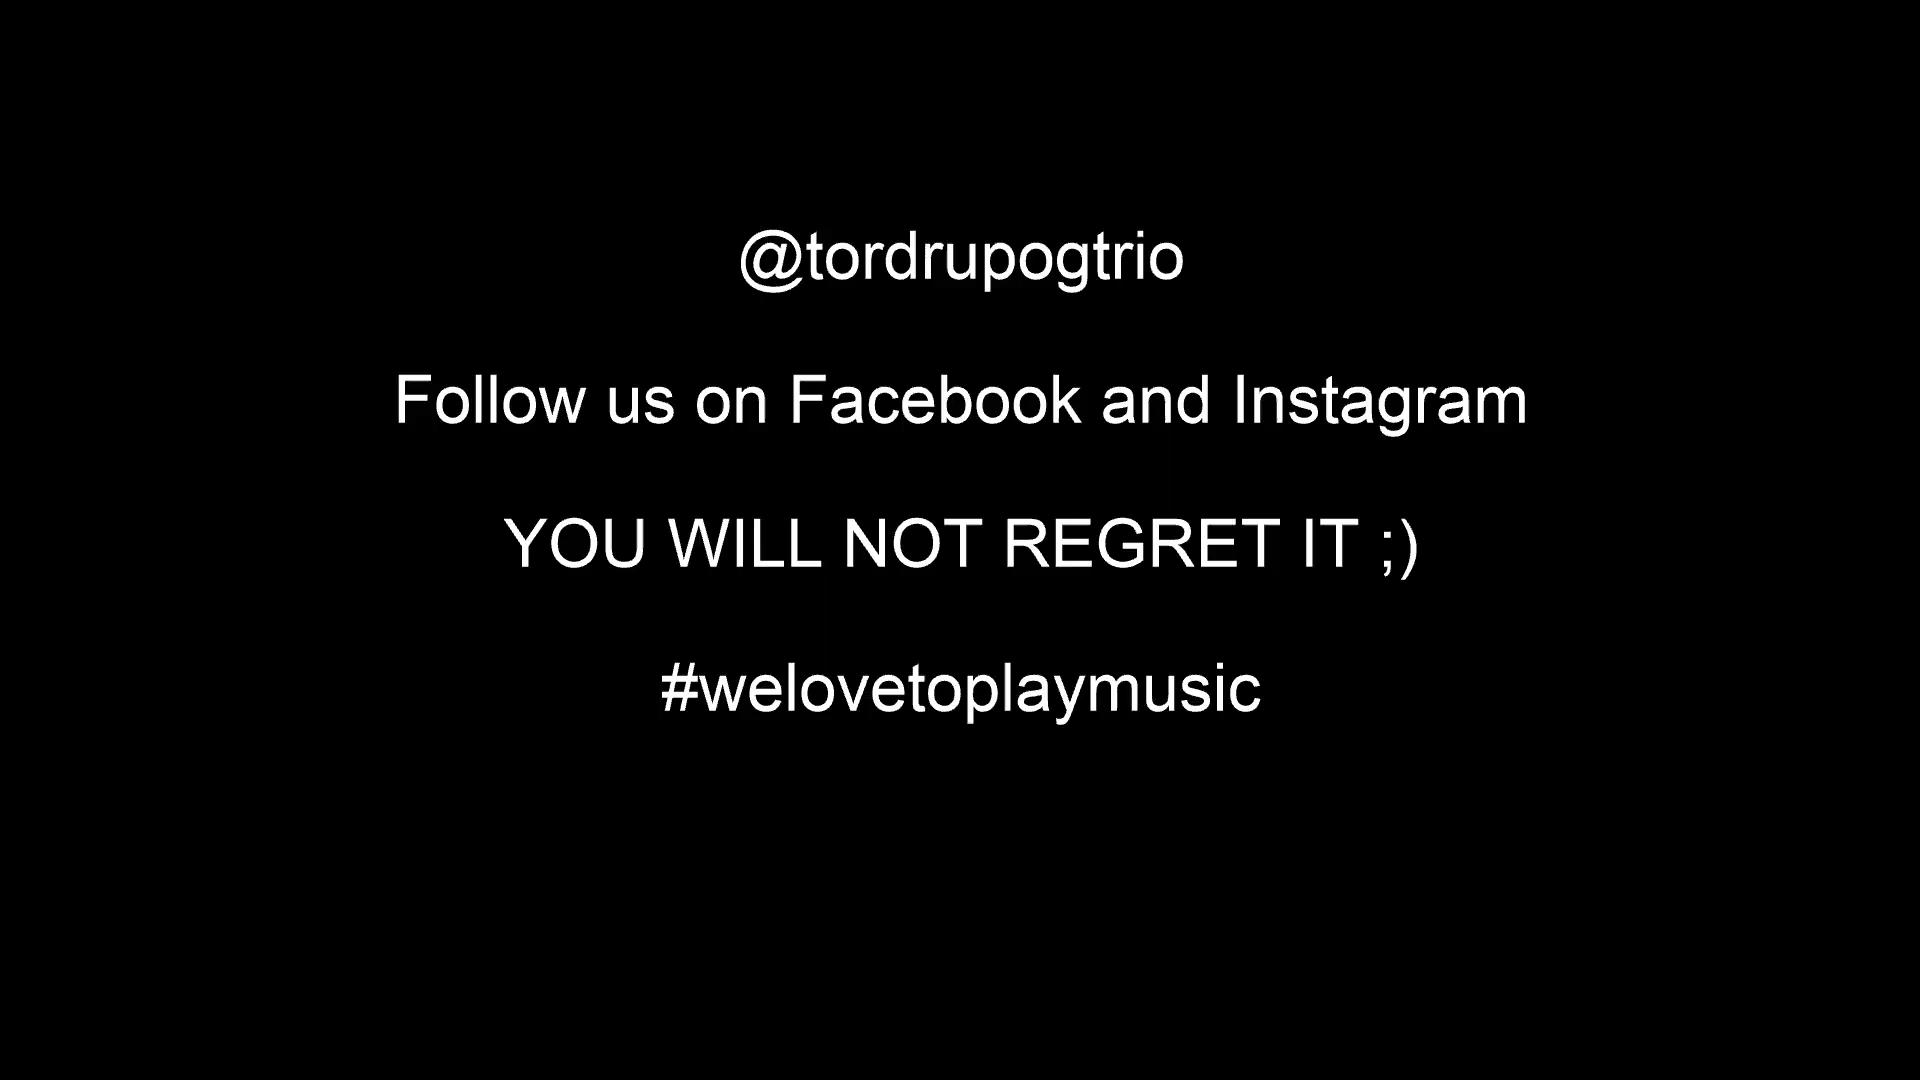 @tordrupogtrio
Follow us on Facebook and Instagram
YOU WILL NOT REGRET IT ;)
#welovetoplaymusic